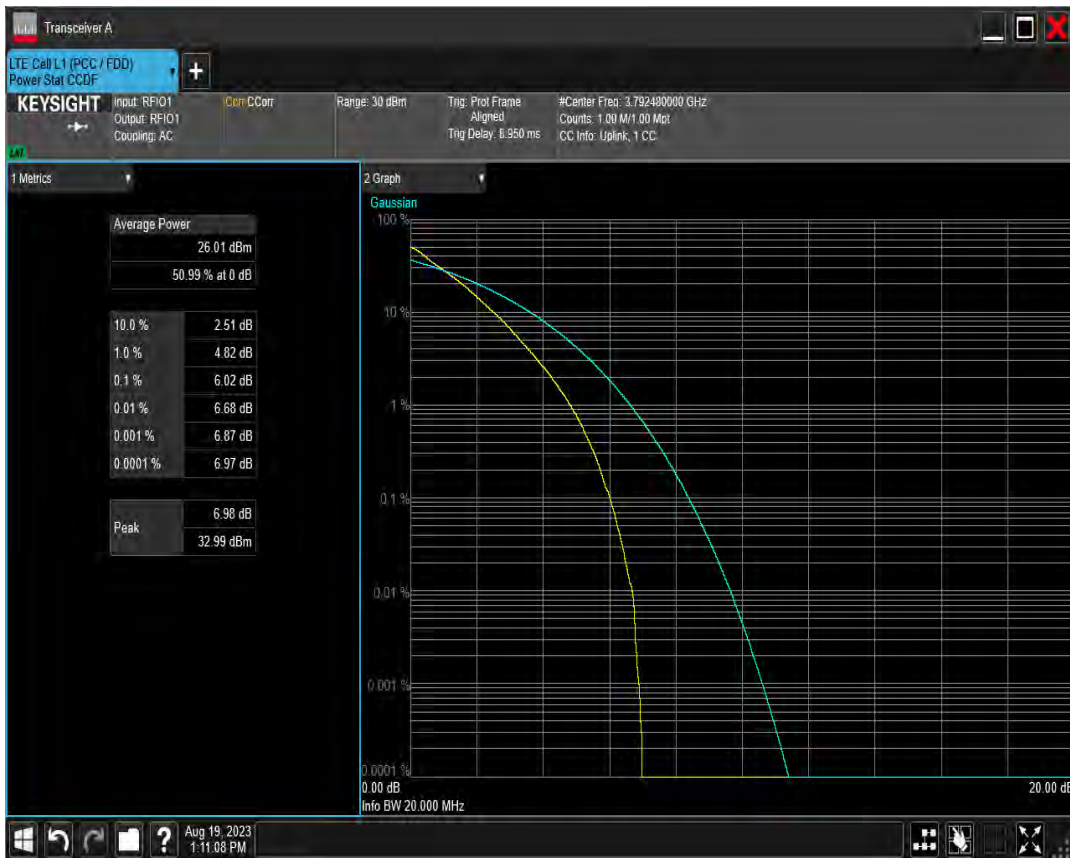 Transceiver A
LTE Cell L1 (PCC / FDD)
Power Stat CCDF
KEYSIGHT
Input: RFIO1
Output: RFIO1
Coupling: AC
Corr CCorr
Range: 30 dBm
Trig: Prot Frame
Aligned
Trig Delay: 8.950 ms
#Center Freq: 3.792480000 GHz
Counts: 1.00 M/1.00 Mpt
CC Info: Uplink, 1 CC
1 Metrics
Average Power
26.01 dBm
50.99 % at 0 dB
10.0 % 2.51 dB
1.0 % 4.82 dB
0.1 % 6.02 dB
0.01 % 6.68 dB
0.001 % 6.87 dB
0.0001 % 6.97 dB
Peak
6.98 dB
32.99 dBm
2 Graph
Gaussian
100 %
10 %
1 %
0.1 %
0.01 %
0.001 %
0.0001 %
0.00 dB
20.00 dB
Info BW 20.000 MHz
Aug 19, 2023
1:11:08 PM